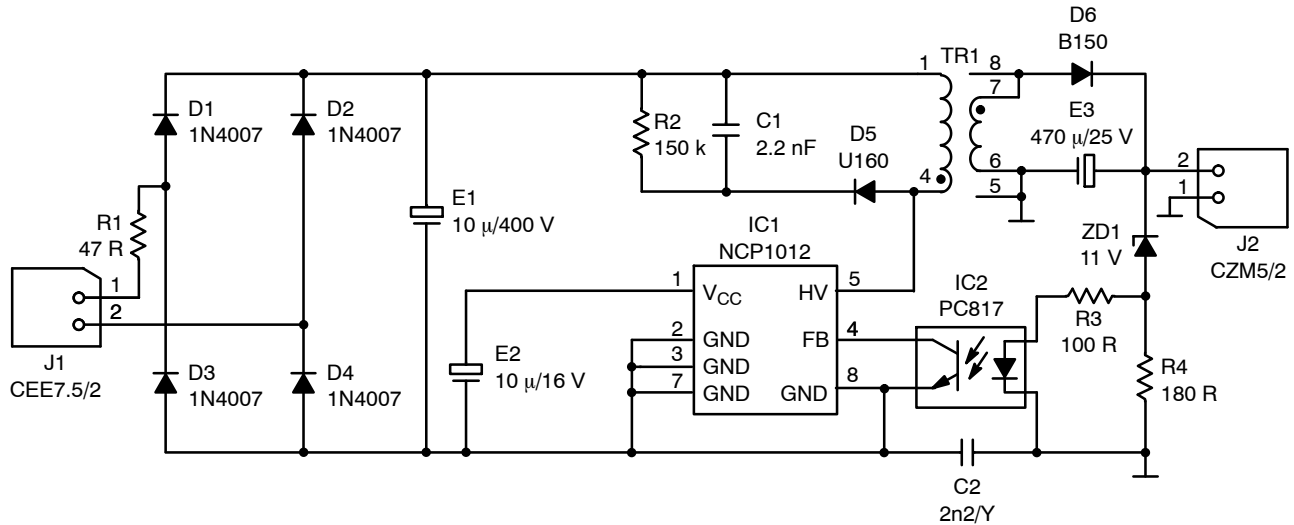 D6
B150
TR1
1
8
7
D1
1N4007
D2
1N4007
R2
150 k
C1
2.2 nF
D5
U160
E3
470 μ/25 V
4
6
5
2
1
J2
CZM5/2
R1
47 R
E1
10 μ/400 V
IC1
NCP1012
ZD1
11 V
1
2
J1
CEE7.5/2
1
VCC
HV
5
IC2
PC817
R3
100 R
2
GND
FB
4
3
GND
7
GND
GND
8
E2
10 μ/16 V
D3
1N4007
D4
1N4007
R4
180 R
C2
2n2/Y